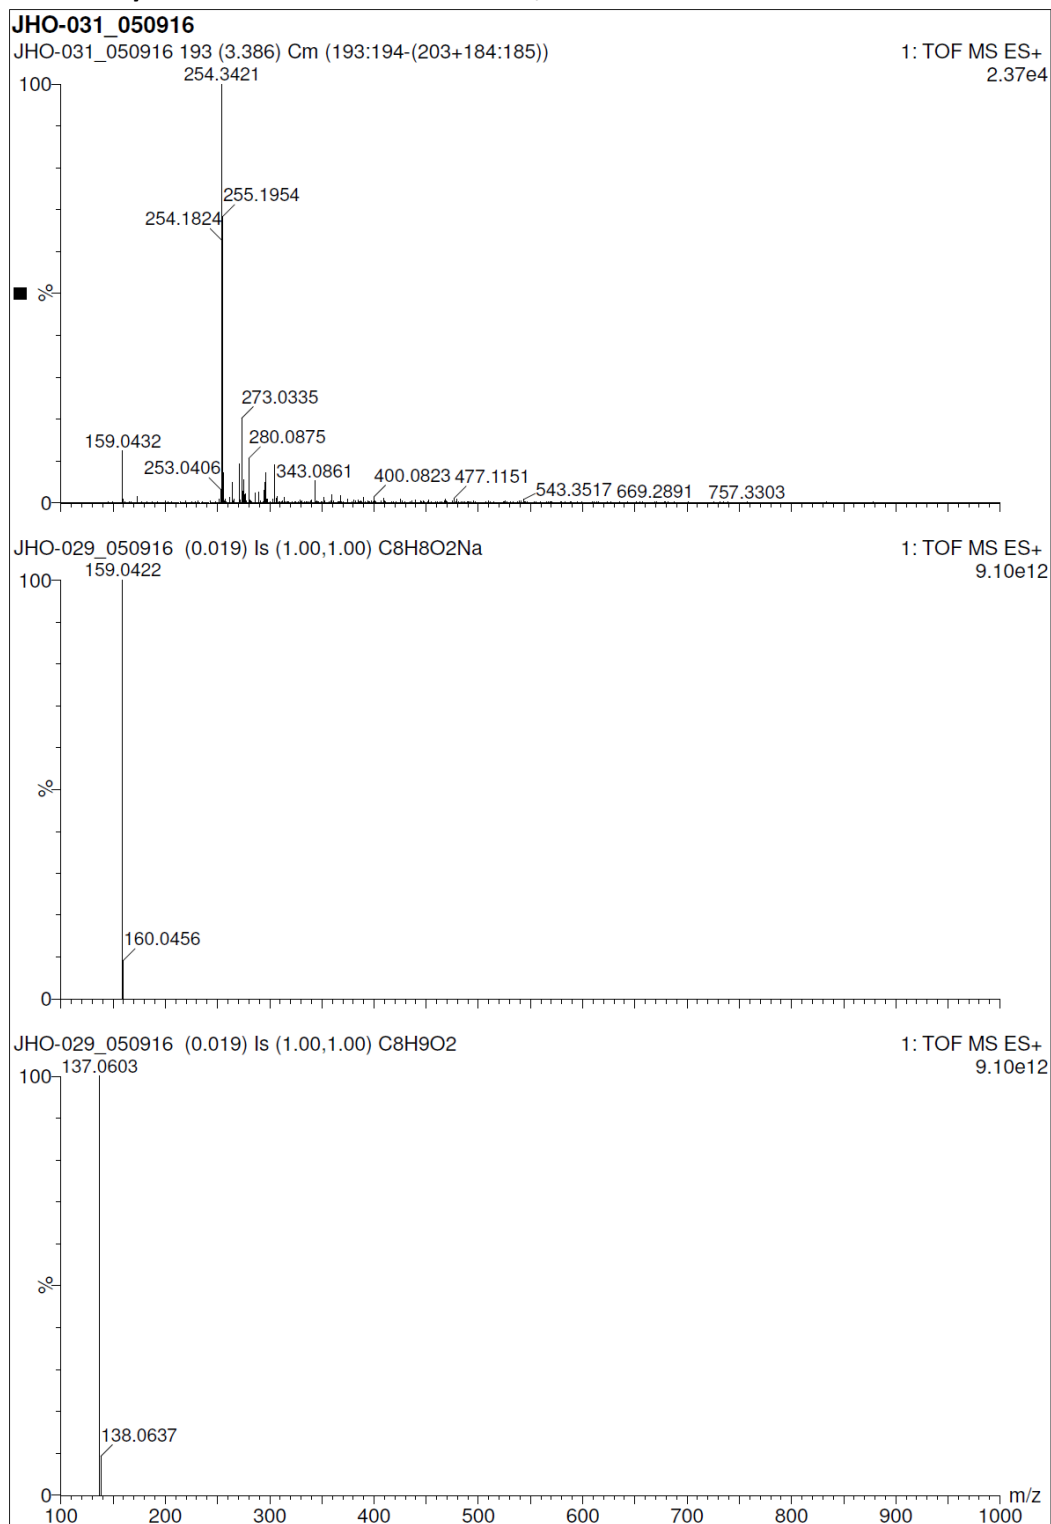 JHO-031_050916
JHO-031_050916 193 (3.386) Cm (193:194-(203+184:185))
1: TOF MS ES+
2.37e4
254.3421
100
255.1954
254.1824
%
273.0335
280.0875
159.0432
253.0406
343.0861
400.0823
477.1151
543.3517
669.2891
757.3303
0
JHO-029_050916 (0.019) Is (1.00,1.00) C8H8O2Na
1: TOF MS ES+
9.10e12
159.0422
100
%
160.0456
0
JHO-029_050916 (0.019) Is (1.00,1.00) C8H9O2
1: TOF MS ES+
9.10e12
137.0603
100
%
138.0637
0
m/z
100 200 300 400 500 600 700 800 900 1000